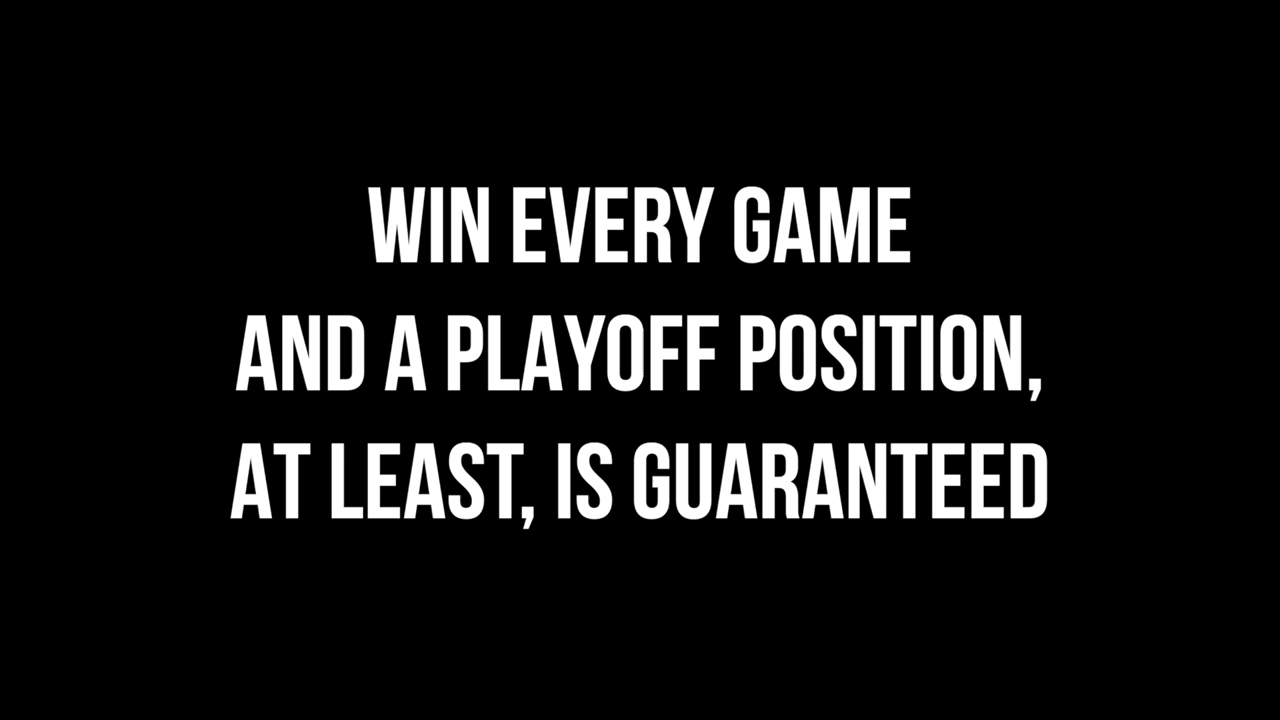 WIN EVERY GAME
AND A PLAYOFF POSITION,
AT LEAST, IS GUARANTEED